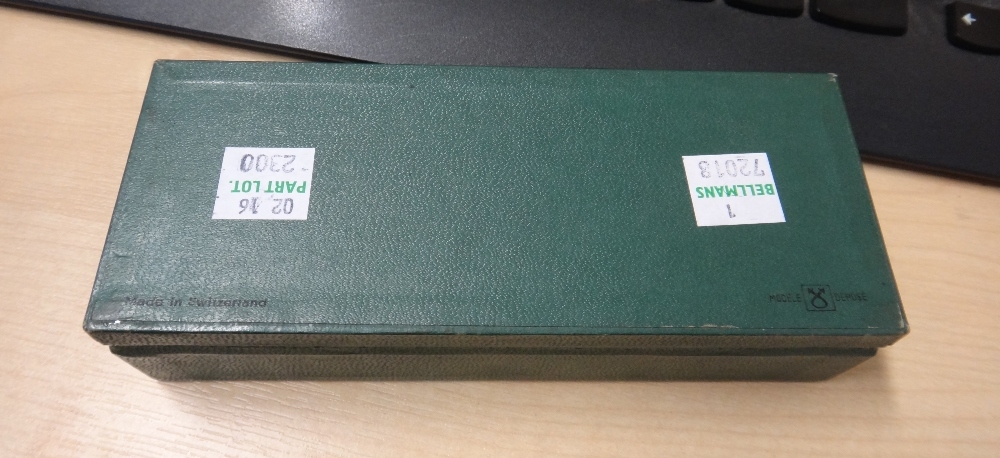 02 16
PART LOT.
2300
1
BELLMANS
72018
Made in Switzerland
MODELE DEPOSE